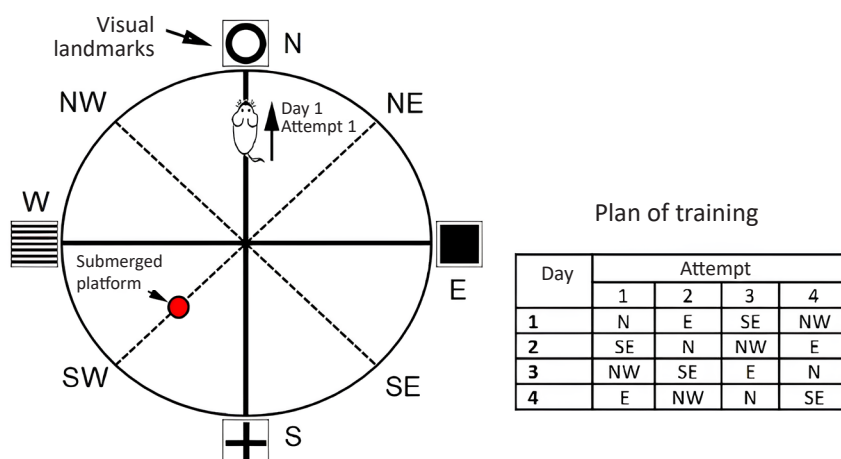 Visual
landmarks
N
NW
NE
Day 1
Attempt 1
W
E
Submerged
platform
SW
SE
S
Plan of training
Day Attempt
1 2 3 4
1 N E SE NW
2 SE N NW E
3 NW SE E N
4 E NW N SE